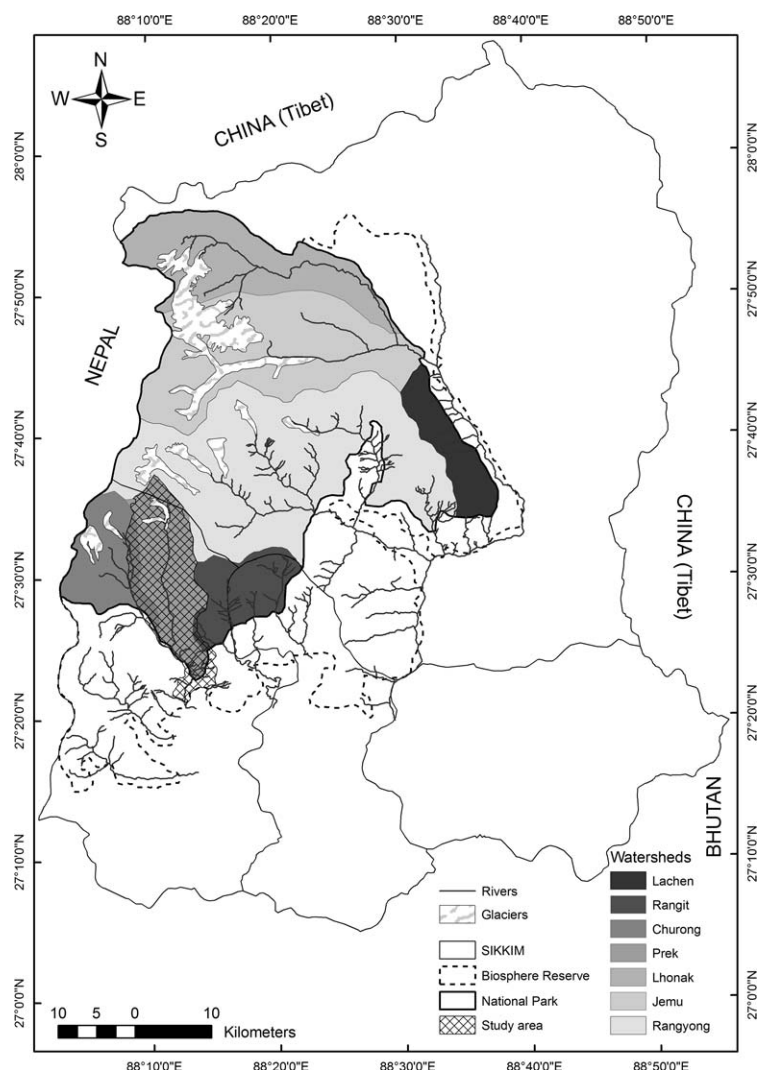 88°10'0"E 88°20'0"E 88°30'0"E 88°40'0"E 88°50'0"E
N
W E
S
CHINA (Tibet)
28°0'0"N 28°0'0"N
27°50'0"N 27°50'0"N
NEPAL
27°40'0"N 27°40'0"N
CHINA (Tibet)
27°30'0"N 27°30'0"N
27°20'0"N 27°20'0"N
BHUTAN
27°10'0"N 27°10'0"N
27°0'0"N 27°0'0"N
Rivers
Glaciers
SIKKIM
Biosphere Reserve
National Park
Study area
Watersheds
Lachen
Rangit
Churong
Prek
Lhonak
Jemu
Rangyong
10 5 0 10
Kilometers
88°10'0"E 88°20'0"E 88°30'0"E 88°40'0"E 88°50'0"E